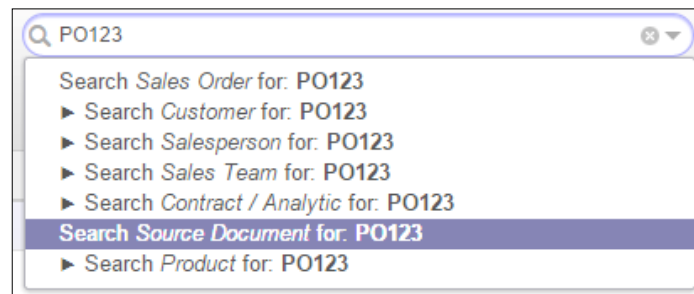 PO123
Search Sales Order for: PO123
► Search Customer for: PO123
► Search Salesperson for: PO123
► Search Sales Team for: PO123
► Search Contract / Analytic for: PO123
Search Source Document for: PO123
► Search Product for: PO123